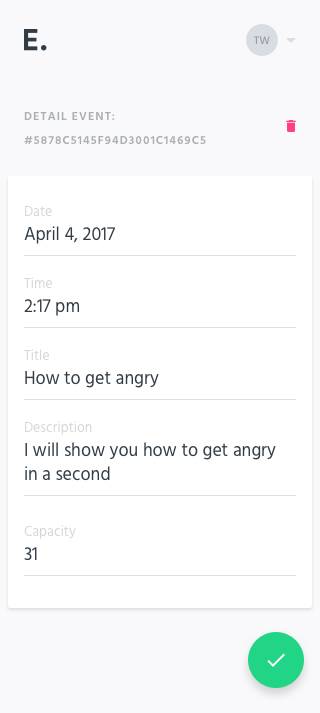 E.
TW
DETAIL EVENT:
#5878C5145F94D3001C1469C5
Date
April 4, 2017
Time
2:17 pm
Title
How to get angry
Description
I will show you how to get angry
in a second
Capacity
31